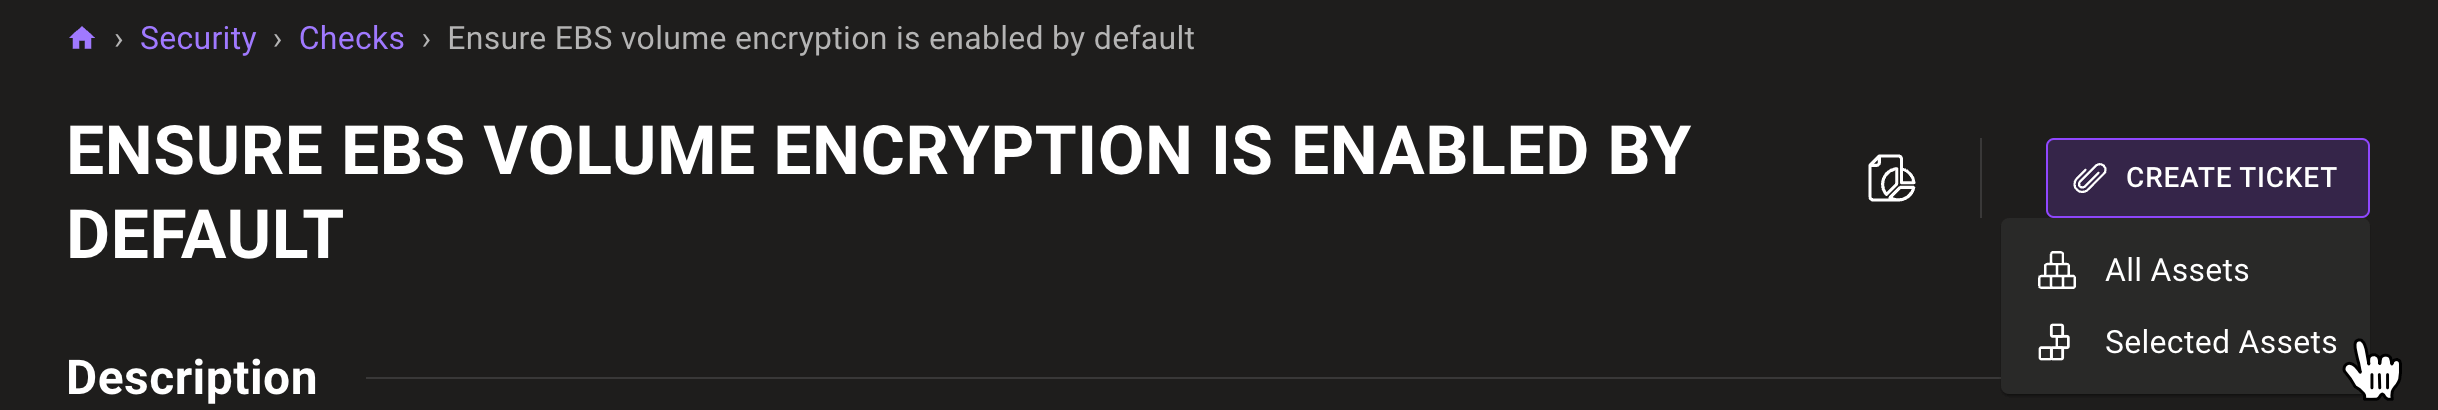 › Security › Checks › Ensure EBS volume encryption is enabled by default
ENSURE EBS VOLUME ENCRYPTION IS ENABLED BY
DEFAULT
CREATE TICKET
All Assets
Selected Assets
Description